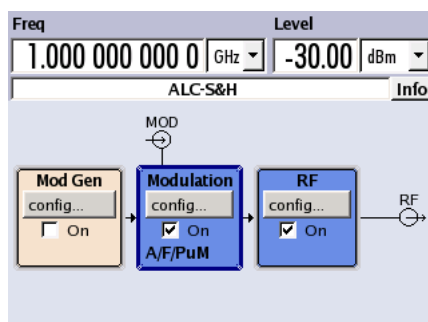 Freq Level
1.000 000 000 0 GHz -30.00 dBm
ALC-S&H Info
MOD
Mod Gen Modulation RF
config... config... config... RF
On On On
A/F/PuM